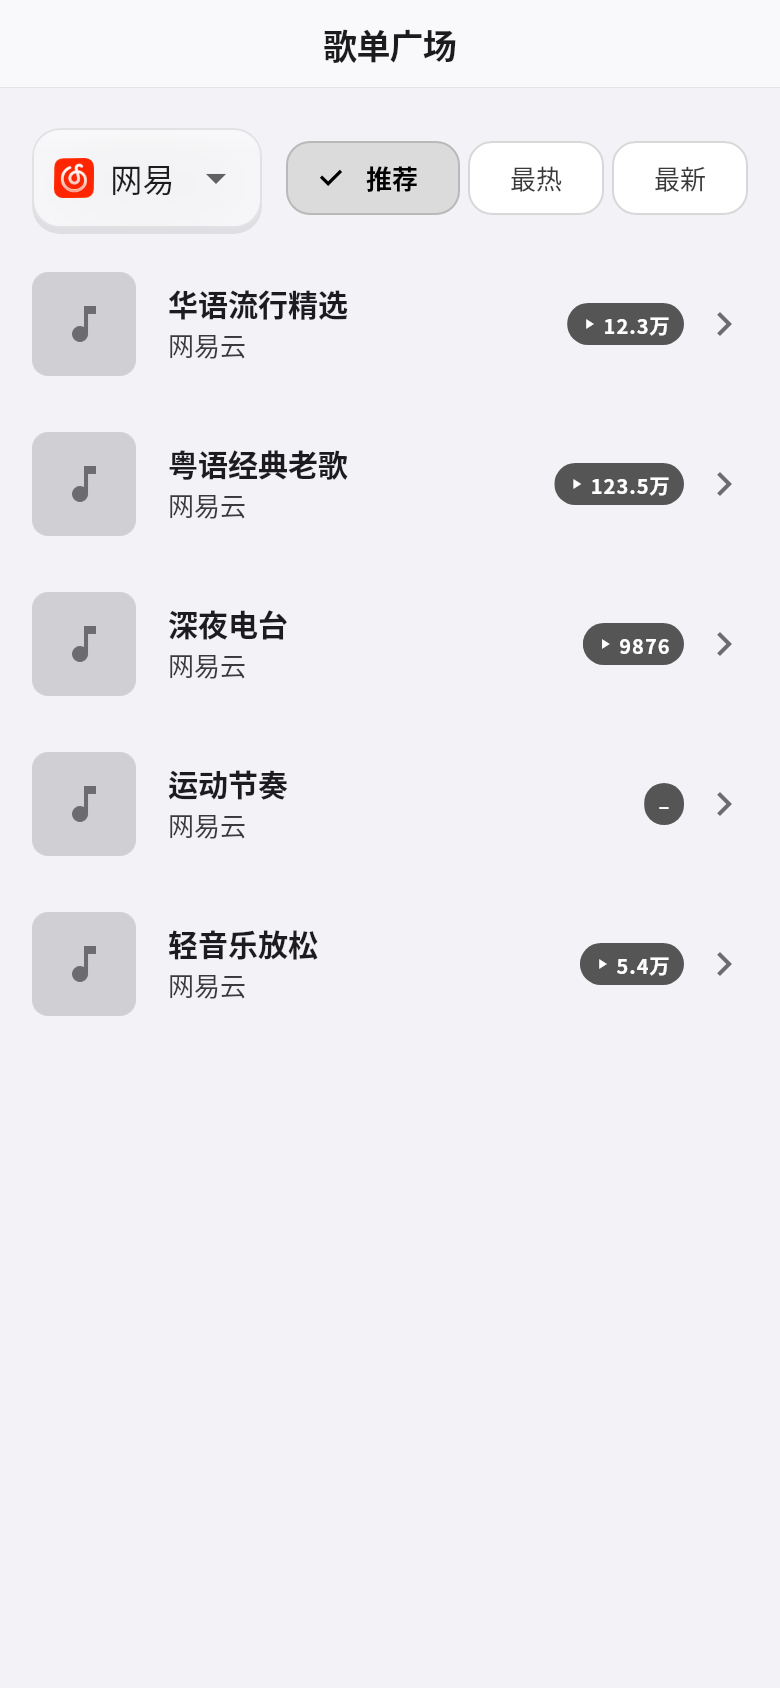 歌单广场
网易
推荐
最热
最新
华语流行精选
网易云
12.3万
粤语经典老歌
网易云
123.5万
深夜电台
网易云
9876
运动节奏
网易云
–
轻音乐放松
网易云
5.4万